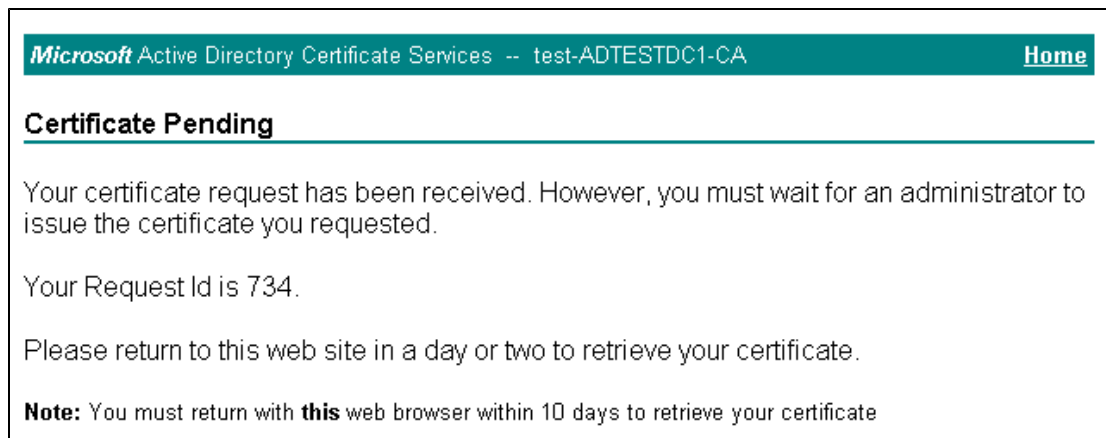 Microsoft Active Directory Certificate Services -- test-ADTESTDC1-CA Home
Certificate Pending
Your certificate request has been received. However, you must wait for an administrator to
issue the certificate you requested.
Your Request Id is 734.
Please return to this web site in a day or two to retrieve your certificate.
Note: You must return with this web browser within 10 days to retrieve your certificate